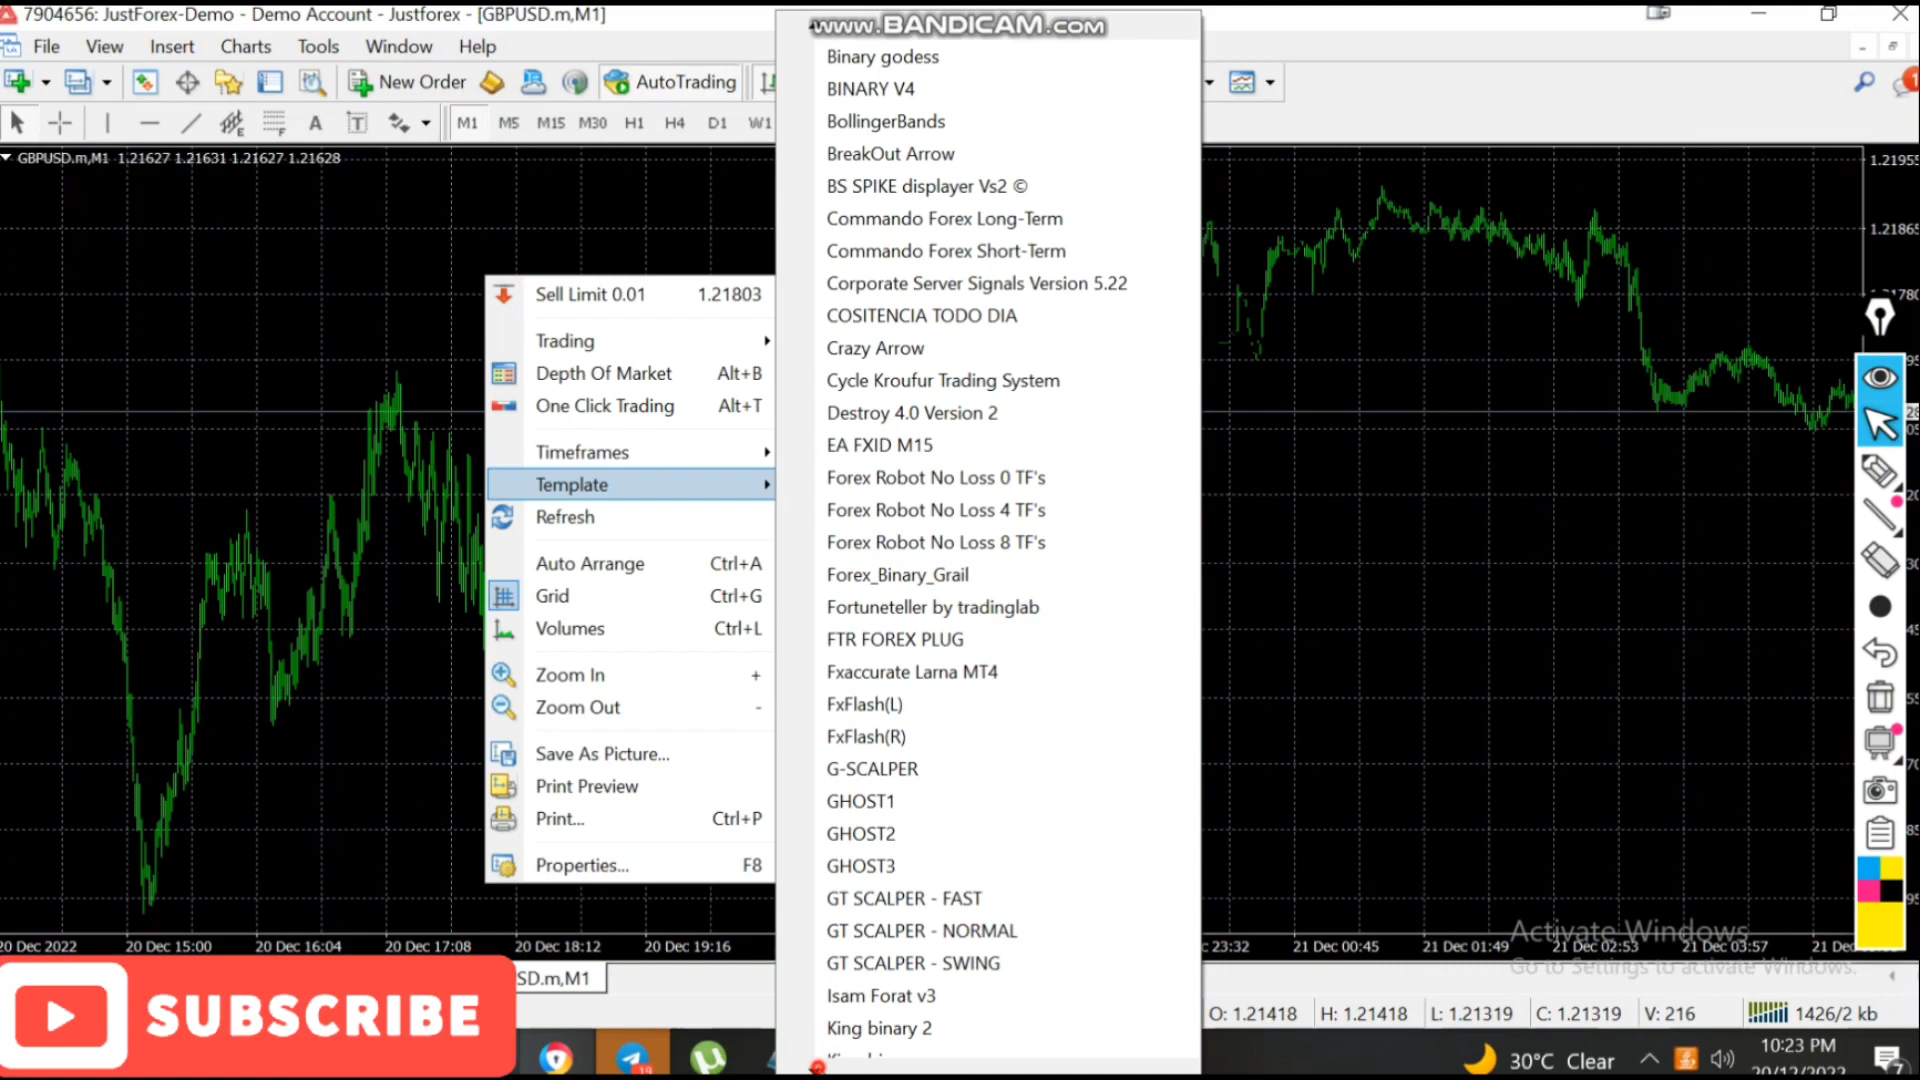 7904656: JustForex-Demo - Demo Account - Justforex - [GBPUSD.m,M1]
www.BANDICAM.com
File View Insert Charts Tools Window Help
New Order AutoTrading
A T M1 M5 M15 M30 H1 H4 D1 W1
GBPUSD.m,M1 1.21627 1.21631 1.21627 1.21628
Sell Limit 0.01 1.21803
Trading
Depth Of Market Alt+B
One Click Trading Alt+T
Timeframes
Template
Refresh
Auto Arrange Ctrl+A
Grid Ctrl+G
Volumes Ctrl+L
Zoom In +
Zoom Out -
Save As Picture...
Print Preview
Print... Ctrl+P
Properties... F8
Binary godess
BINARY V4
BollingerBands
BreakOut Arrow
BS SPIKE displayer Vs2 ©
Commando Forex Long-Term
Commando Forex Short-Term
Corporate Server Signals Version 5.22
COSITENCIA TODO DIA
Crazy Arrow
Cycle Kroufur Trading System
Destroy 4.0 Version 2
EA FXID M15
Forex Robot No Loss 0 TF's
Forex Robot No Loss 4 TF's
Forex Robot No Loss 8 TF's
Forex_Binary_Grail
Fortuneteller by tradinglab
FTR FOREX PLUG
Fxaccurate Larna MT4
FxFlash(L)
FxFlash(R)
G-SCALPER
GHOST1
GHOST2
GHOST3
GT SCALPER - FAST
GT SCALPER - NORMAL
GT SCALPER - SWING
Isam Forat v3
King binary 2
1.21955
1.21865
1.21780
20 Dec 2022 20 Dec 15:00 20 Dec 16:04 20 Dec 17:08 20 Dec 18:12 20 Dec 19:16 23:32 21 Dec 00:45 21 Dec 01:49 21 Dec 02:53 21 Dec 03:57 21 Dec
Activate Windows
Go to Settings to activate Windows.
SD.m,M1
SUBSCRIBE
O: 1.21418 H: 1.21418 L: 1.21319 C: 1.21319 V: 216 1426/2 kb
19
30°C Clear
10:23 PM
20/12/2022
7